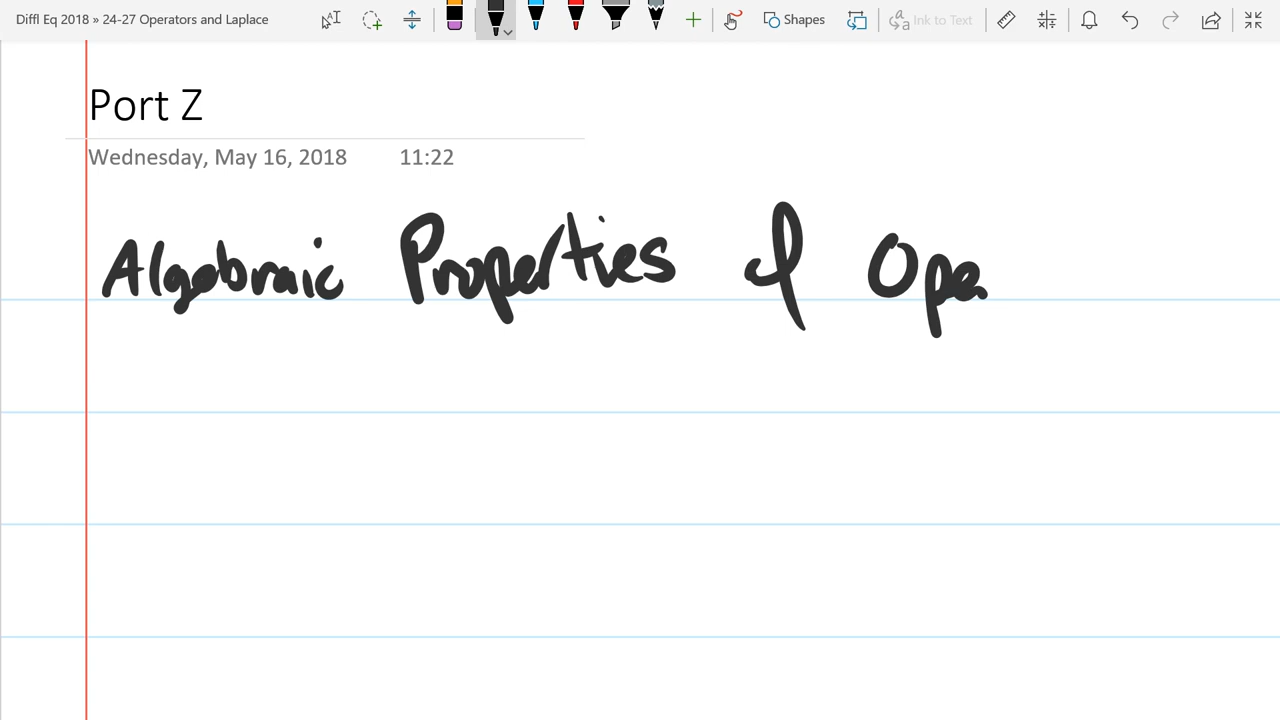 Diffl Eq 2018 » 24-27 Operators and Laplace
Shapes
Ink to Text
Port Z
Wednesday, May 16, 2018 11:22
Algebraic Properties of Ope